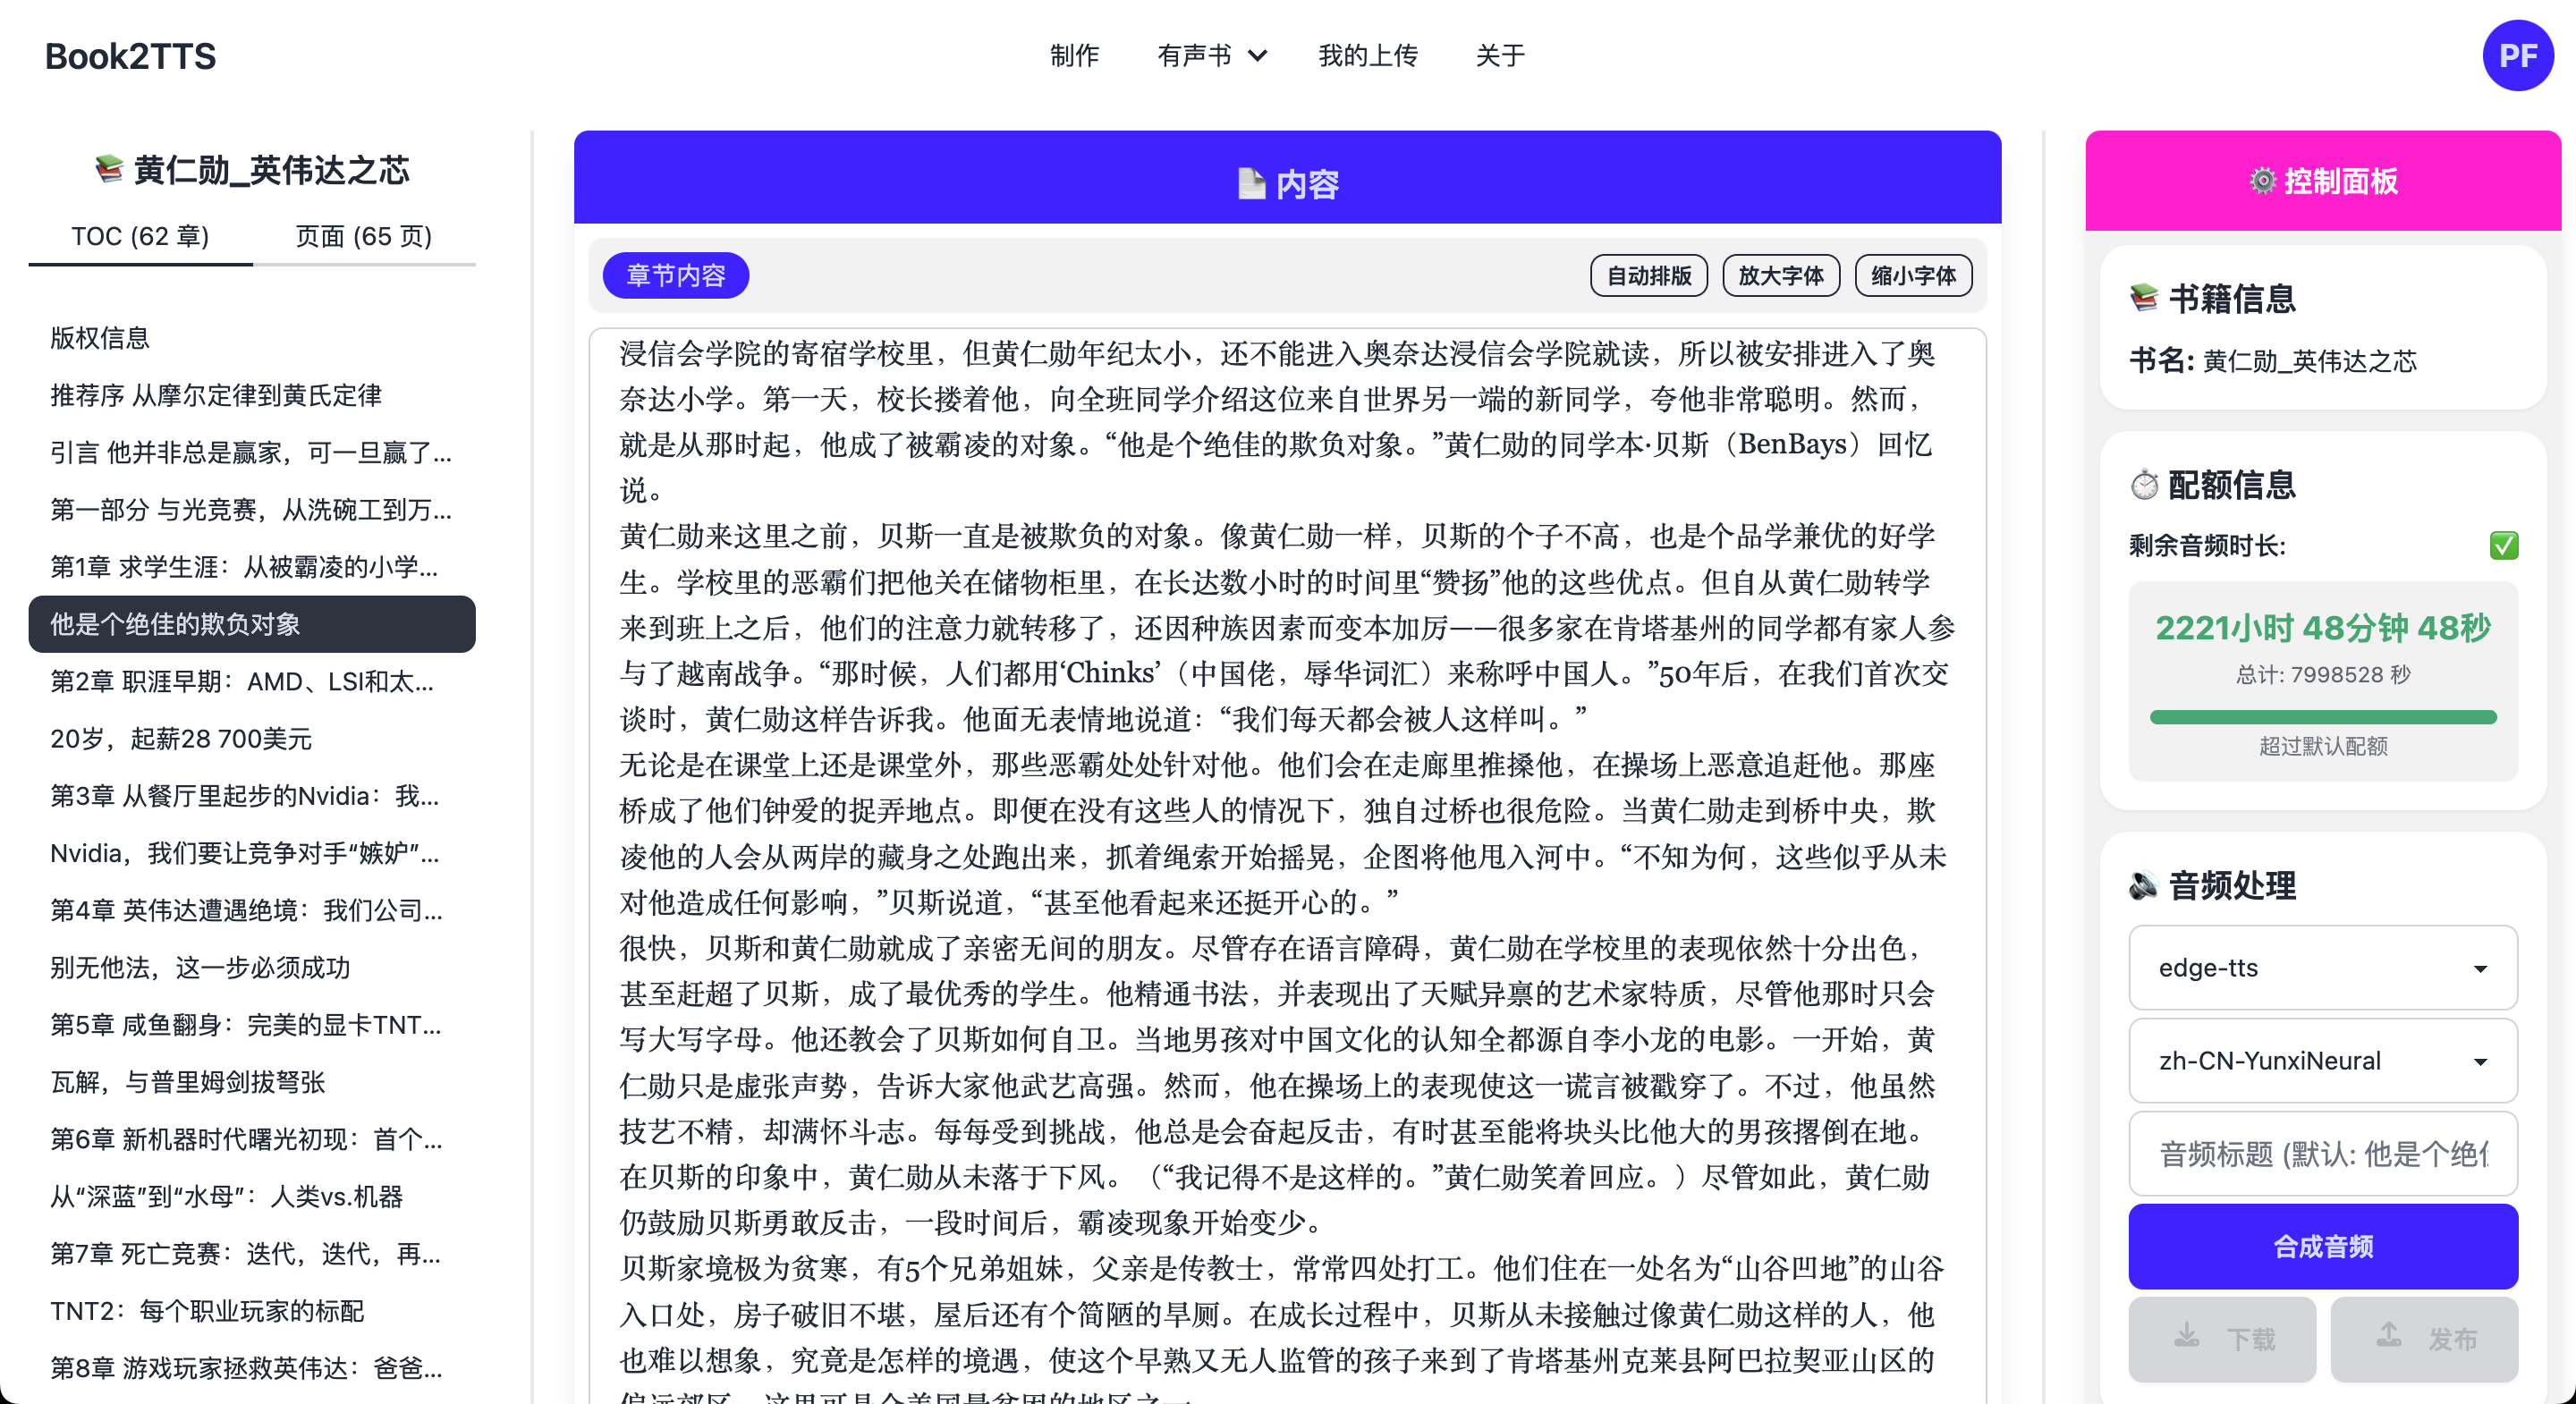 Book2TTS
制作
有声书
我的上传
关于
PF
黄仁勋_英伟达之芯
TOC (62 章)
页面 (65 页)
版权信息
推荐序 从摩尔定律到黄氏定律
引言 他并非总是赢家，可一旦赢了...
第一部分 与光竞赛，从洗碗工到万...
第1章 求学生涯：从被霸凌的小学...
他是个绝佳的欺负对象
第2章 职涯早期：AMD、LSI和太...
20岁，起薪28 700美元
第3章 从餐厅里起步的Nvidia：我...
Nvidia，我们要让竞争对手“嫉妒”...
第4章 英伟达遭遇绝境：我们公司...
别无他法，这一步必须成功
第5章 咸鱼翻身：完美的显卡TNT...
瓦解，与普里姆剑拔弩张
第6章 新机器时代曙光初现：首个...
从“深蓝”到“水母”：人类vs.机器
第7章 死亡竞赛：迭代，迭代，再...
TNT2：每个职业玩家的标配
第8章 游戏玩家拯救英伟达：爸爸...
内容
章节内容
自动排版
放大字体
缩小字体
浸信会学院的寄宿学校里，但黄仁勋年纪太小，还不能进入奥奈达浸信会学院就读，所以被安排进入了奥
奈达小学。第一天，校长搂着他，向全班同学介绍这位来自世界另一端的新同学，夸他非常聪明。然而，
就是从那时起，他成了被霸凌的对象。“他是个绝佳的欺负对象。”黄仁勋的同学本·贝斯（BenBays）回忆
说。
黄仁勋来这里之前，贝斯一直是被欺负的对象。像黄仁勋一样，贝斯的个子不高，也是个品学兼优的好学
生。学校里的恶霸们把他关在储物柜里，在长达数小时的时间里“赞扬”他的这些优点。但自从黄仁勋转学
来到班上之后，他们的注意力就转移了，还因种族因素而变本加厉——很多家在肯塔基州的同学都有家人参
与了越南战争。“那时候，人们都用‘Chinks’（中国佬，辱华词汇）来称呼中国人。”50年后，在我们首次交
谈时，黄仁勋这样告诉我。他面无表情地说道：“我们每天都会被人这样叫。”
无论是在课堂上还是课堂外，那些恶霸处处针对他。他们会在走廊里推搡他，在操场上恶意追赶他。那座
桥成了他们钟爱的捉弄地点。即便在没有这些人的情况下，独自过桥也很危险。当黄仁勋走到桥中央，欺
凌他的人会从两岸的藏身之处跑出来，抓着绳索开始摇晃，企图将他甩入河中。“不知为何，这些似乎从未
对他造成任何影响，”贝斯说道，“甚至他看起来还挺开心的。”
很快，贝斯和黄仁勋就成了亲密无间的朋友。尽管存在语言障碍，黄仁勋在学校里的表现依然十分出色，
甚至赶超了贝斯，成了最优秀的学生。他精通书法，并表现出了天赋异禀的艺术家特质，尽管他那时只会
写大写字母。他还教会了贝斯如何自卫。当地男孩对中国文化的认知全都源自李小龙的电影。一开始，黄
仁勋只是虚张声势，告诉大家他武艺高强。然而，他在操场上的表现使这一谎言被戳穿了。不过，他虽然
技艺不精，却满怀斗志。每每受到挑战，他总是会奋起反击，有时甚至能将块头比他大的男孩撂倒在地。
在贝斯的印象中，黄仁勋从未落于下风。（“我记得不是这样的。”黄仁勋笑着回应。）尽管如此，黄仁勋
仍鼓励贝斯勇敢反击，一段时间后，霸凌现象开始变少。
贝斯家境极为贫寒，有5个兄弟姐妹，父亲是传教士，常常四处打工。他们住在一处名为“山谷凹地”的山谷
入口处，房子破旧不堪，屋后还有个简陋的旱厕。在成长过程中，贝斯从未接触过像黄仁勋这样的人，他
也难以想象，究竟是怎样的境遇，使这个早熟又无人监管的孩子来到了肯塔基州克莱县阿巴拉契亚山区的
控制面板
书籍信息
书名: 黄仁勋_英伟达之芯
配额信息
剩余音频时长:
2221小时 48分钟 48秒
总计: 7998528 秒
超过默认配额
音频处理
edge-tts
zh-CN-YunxiNeural
音频标题 (默认: 他是个绝
合成音频
下载
发布